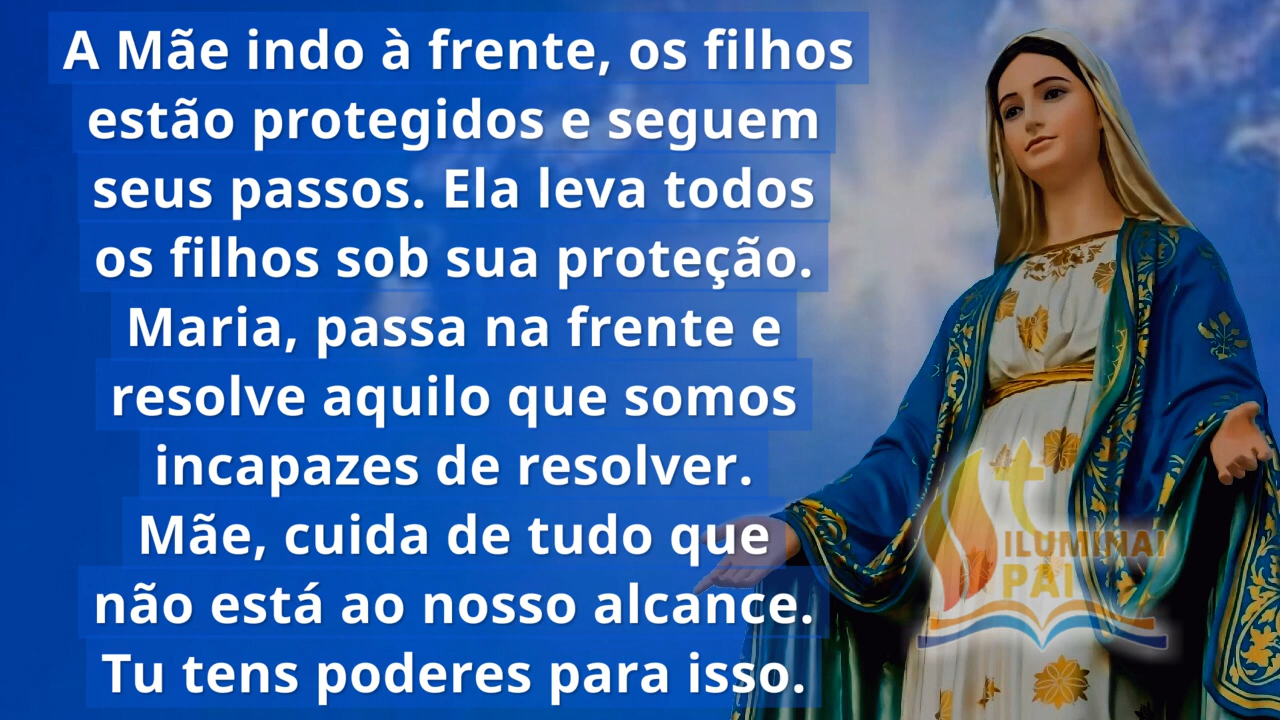 A Mãe indo à frente, os filhos
estão protegidos e seguem
seus passos. Ela leva todos
os filhos sob sua proteção.
Maria, passa na frente e
resolve aquilo que somos
incapazes de resolver.
Mãe, cuida de tudo que
não está ao nosso alcance.
Tu tens poderes para isso.
ILUMINAI
PAI